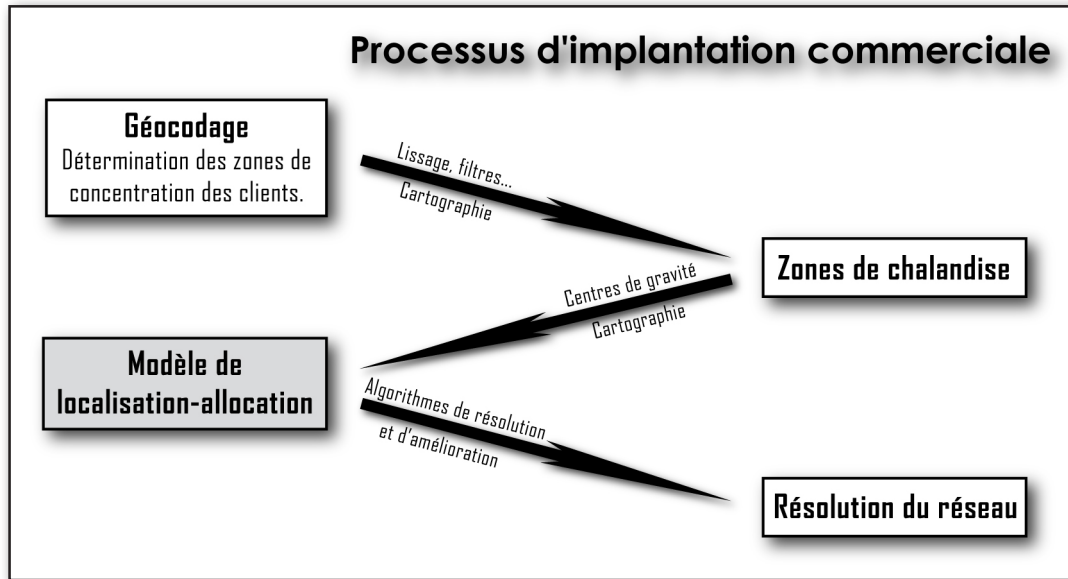 Processus d'implantation commerciale
Géocodage
Détermination des zones de
concentration des clients.
Lissage, filtres...
Cartographie
Zones de chalandise
Centres de gravité
Cartographie
Modèle de
localisation-allocation
Algorithmes de résolution
et d'amélioration
Résolution du réseau